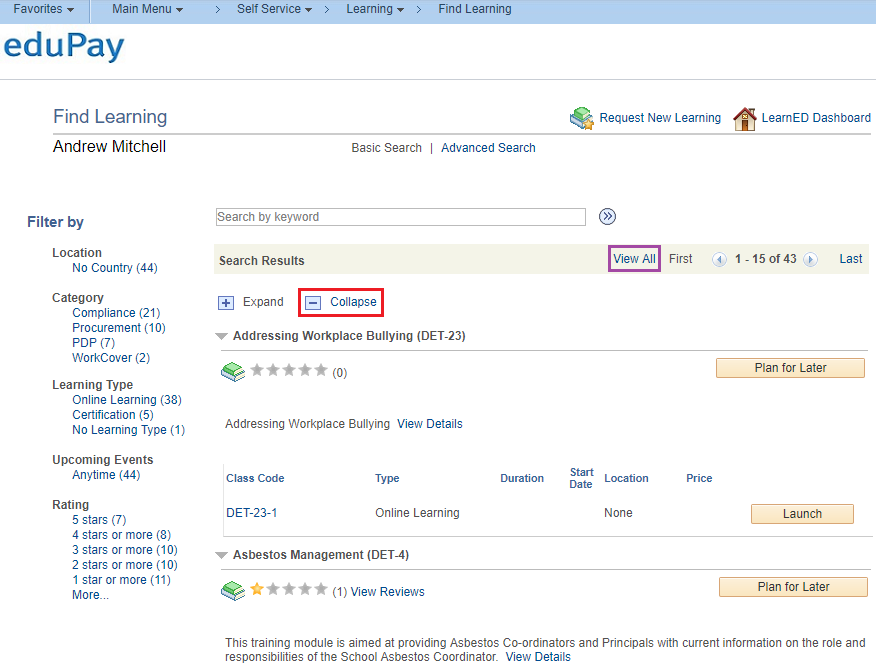 Favorites Main Menu > Self Service > Learning > Find Learning
eduPay
Find Learning
Request New Learning LearnED Dashboard
Andrew Mitchell
Basic Search | Advanced Search
Filter by
Location
No Country (44)
Category
Compliance (21)
Procurement (10)
PDP (7)
WorkCover (2)
Learning Type
Online Learning (38)
Certification (5)
No Learning Type (1)
Upcoming Events
Anytime (44)
Rating
5 stars (7)
4 stars or more (8)
3 stars or more (10)
2 stars or more (10)
1 star or more (11)
More...
Search by keyword
Search Results View All First 1 - 15 of 43 Last
Expand Collapse
Addressing Workplace Bullying (DET-23)
(0) Plan for Later
Addressing Workplace Bullying View Details
Class Code Type Duration Start Date Location Price
DET-23-1 Online Learning None Launch
Asbestos Management (DET-4)
(1) View Reviews Plan for Later
This training module is aimed at providing Asbestos Co-ordinators and Principals with current information on the role and
responsibilities of the School Asbestos Coordinator. View Details